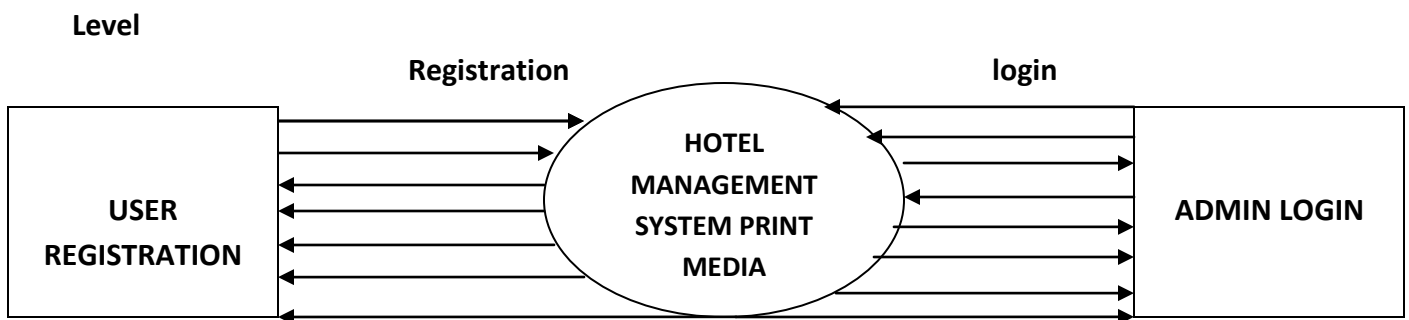 Level
Registration
login
USER
REGISTRATION
HOTEL
MANAGEMENT
SYSTEM PRINT
MEDIA
ADMIN LOGIN